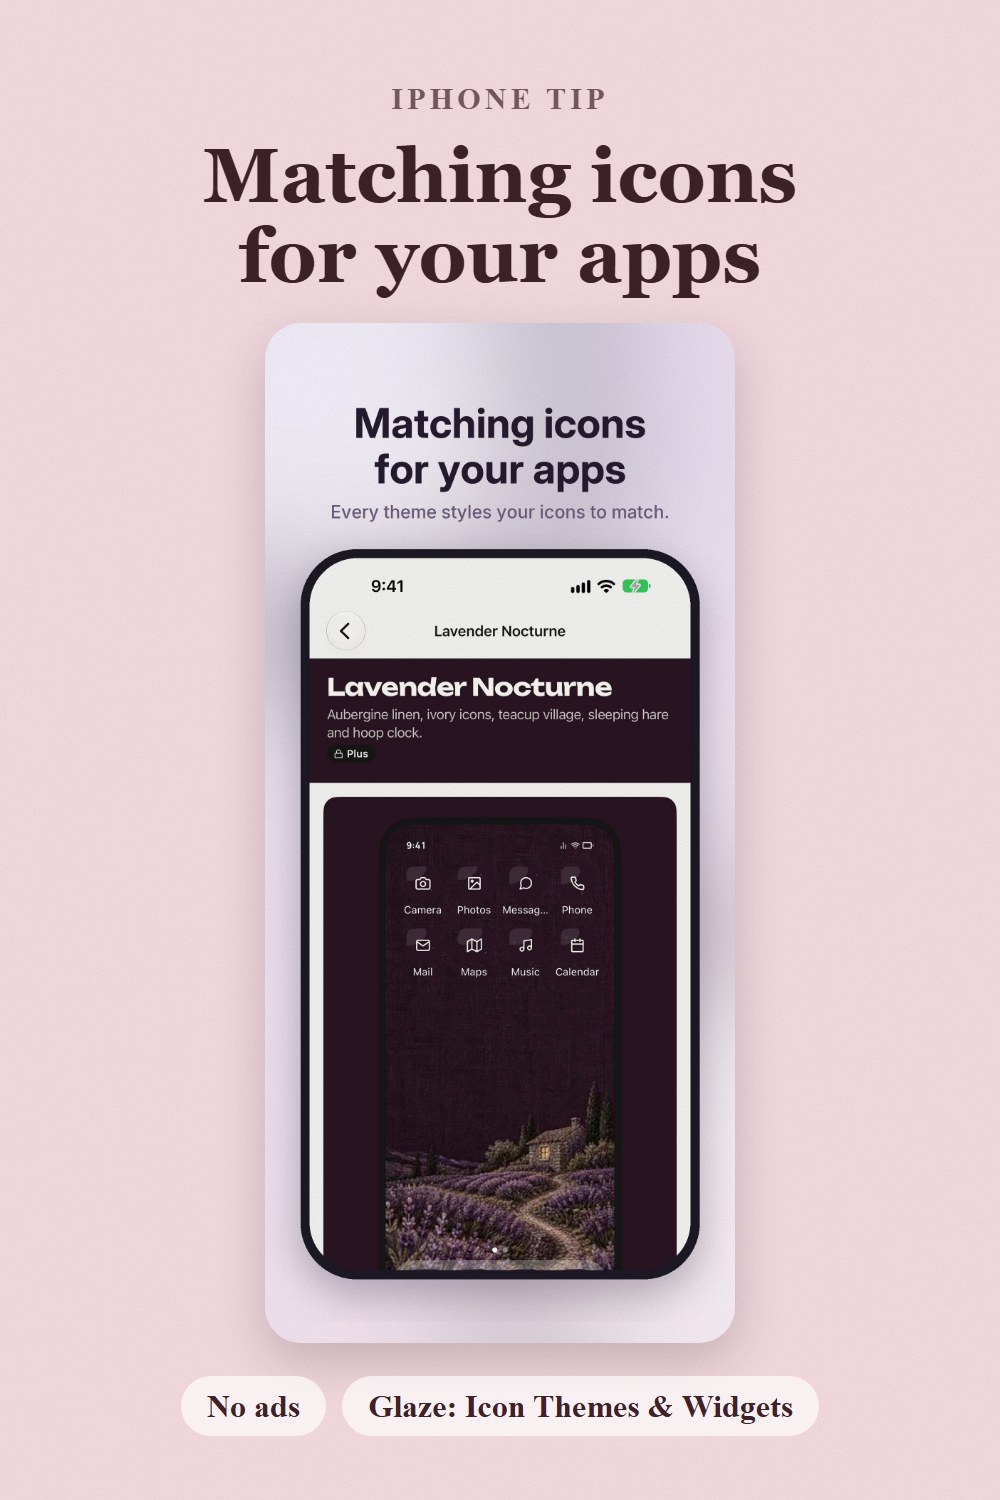 IPHONE TIP
Matching icons
for your apps
Matching icons
for your apps
Every theme styles your icons to match.
9:41
Lavender Nocturne
Lavender Nocturne
Aubergine linen, ivory icons, teacup village, sleeping hare
and hoop clock.
Plus
9:41
Camera Photos Messag... Phone
Mail Maps Music Calendar
No ads Glaze: Icon Themes & Widgets